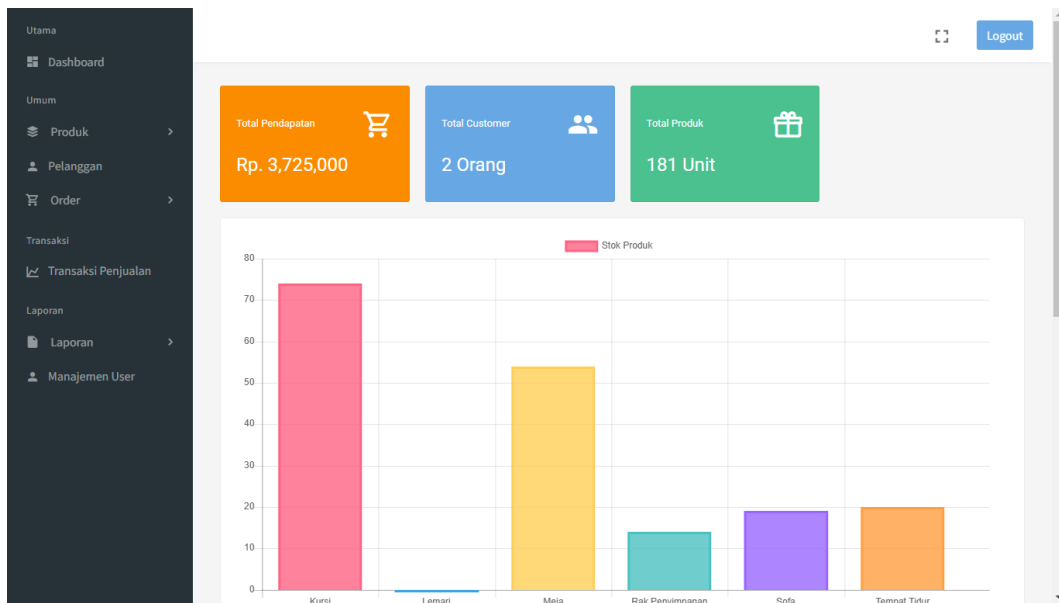 Utama
Dashboard
Umum
Produk
Pelanggan
Order
Transaksi
Transaksi Penjualan
Laporan
Laporan
Manajemen User
Logout
Total Pendapatan
Rp. 3,725,000
Total Customer
2 Orang
Total Produk
181 Unit
Stok Produk
80
70
60
50
40
30
20
10
0
Kursi
Lemari
Meja
Rak Penyimpanan
Sofa
Tempat Tidur